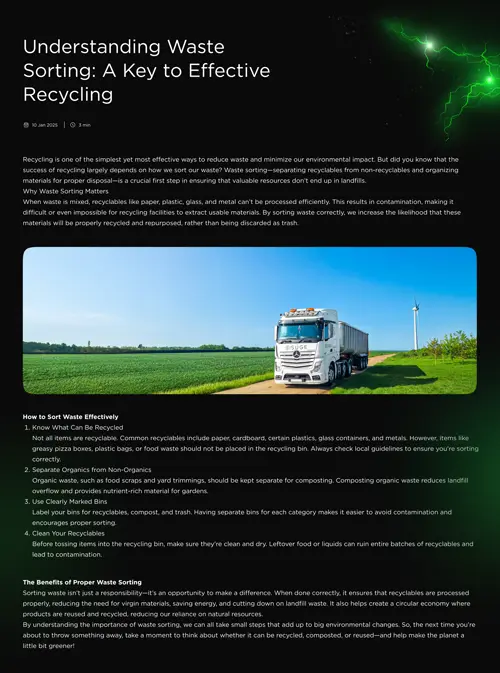 Understanding Waste
Sorting: A Key to Effective
Recycling
10 Jan 2025 | 3 min
Recycling is one of the simplest yet most effective ways to reduce waste and minimize our environmental impact. But did you know that the
success of recycling largely depends on how we sort our waste? Waste sorting—separating recyclables from non-recyclables and organizing
materials for proper disposal—is a crucial first step in ensuring that valuable resources don't end up in landfills.
Why Waste Sorting Matters
When waste is mixed, recyclables like paper, plastic, glass, and metal can't be processed efficiently. This results in contamination, making it
difficult or even impossible for recycling facilities to extract usable materials. By sorting waste correctly, we increase the likelihood that these
materials will be properly recycled and repurposed, rather than being discarded as trash.
How to Sort Waste Effectively
1. Know What Can Be Recycled
Not all items are recyclable. Common recyclables include paper, cardboard, certain plastics, glass containers, and metals. However, items like
greasy pizza boxes, plastic bags, or food waste should not be placed in the recycling bin. Always check local guidelines to ensure you're sorting
correctly.
2. Separate Organics from Non-Organics
Organic waste, such as food scraps and yard trimmings, should be kept separate for composting. Composting organic waste reduces landfill
overflow and provides nutrient-rich material for gardens.
3. Use Clearly Marked Bins
Label your bins for recyclables, compost, and trash. Having separate bins for each category makes it easier to avoid contamination and
encourages proper sorting.
4. Clean Your Recyclables
Before tossing items into the recycling bin, make sure they're clean and dry. Leftover food or liquids can ruin entire batches of recyclables and
lead to contamination.
The Benefits of Proper Waste Sorting
Sorting waste isn't just a responsibility—it's an opportunity to make a difference. When done correctly, it ensures that recyclables are processed
properly, reducing the need for virgin materials, saving energy, and cutting down on landfill waste. It also helps create a circular economy where
products are reused and recycled, reducing our reliance on natural resources.
By understanding the importance of waste sorting, we can all take small steps that add up to big environmental changes. So, the next time you're
about to throw something away, take a moment to think about whether it can be recycled, composted, or reused—and help make the planet a
little bit greener!